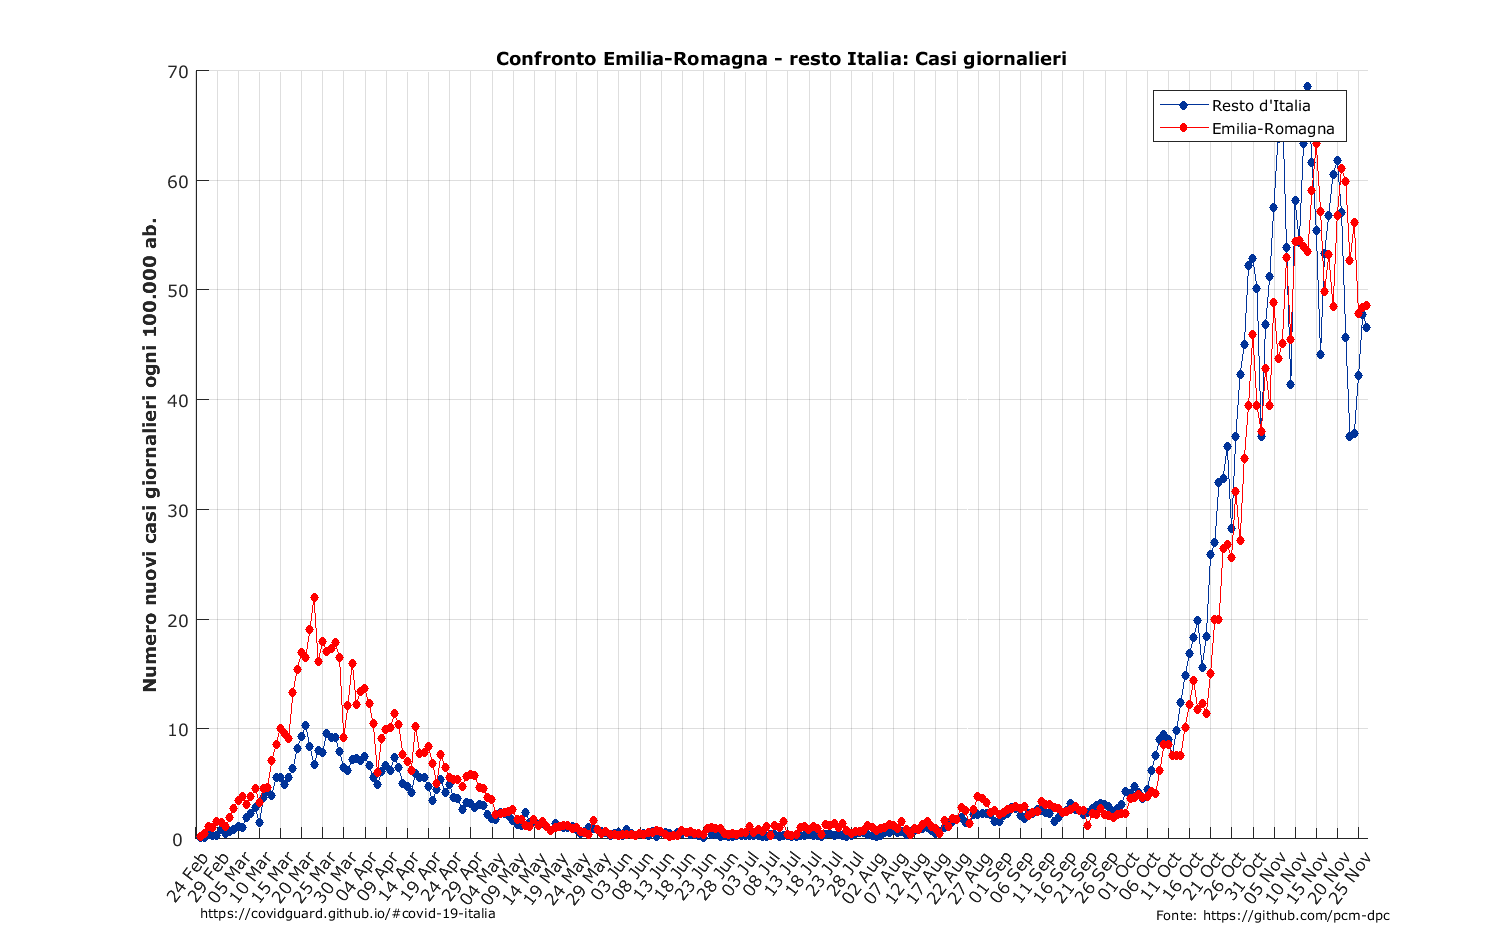 Confronto Emilia-Romagna - resto Italia: Casi giornalieri
Numero nuovi casi giornalieri ogni 100.000 ab.
70
60
50
40
30
20
10
0
Resto d'Italia
Emilia-Romagna
24 Feb
29 Feb
05 Mar
10 Mar
15 Mar
20 Mar
25 Mar
30 Mar
04 Apr
09 Apr
14 Apr
19 Apr
24 Apr
29 Apr
04 May
09 May
14 May
19 May
24 May
29 May
03 Jun
08 Jun
13 Jun
18 Jun
23 Jun
28 Jun
03 Jul
08 Jul
13 Jul
18 Jul
23 Jul
28 Jul
02 Aug
07 Aug
12 Aug
17 Aug
22 Aug
27 Aug
01 Sep
06 Sep
11 Sep
16 Sep
21 Sep
26 Sep
01 Oct
06 Oct
11 Oct
16 Oct
21 Oct
26 Oct
31 Oct
05 Nov
10 Nov
15 Nov
20 Nov
25 Nov
https://covidguard.github.io/#covid-19-italia
Fonte: https://github.com/pcm-dpc